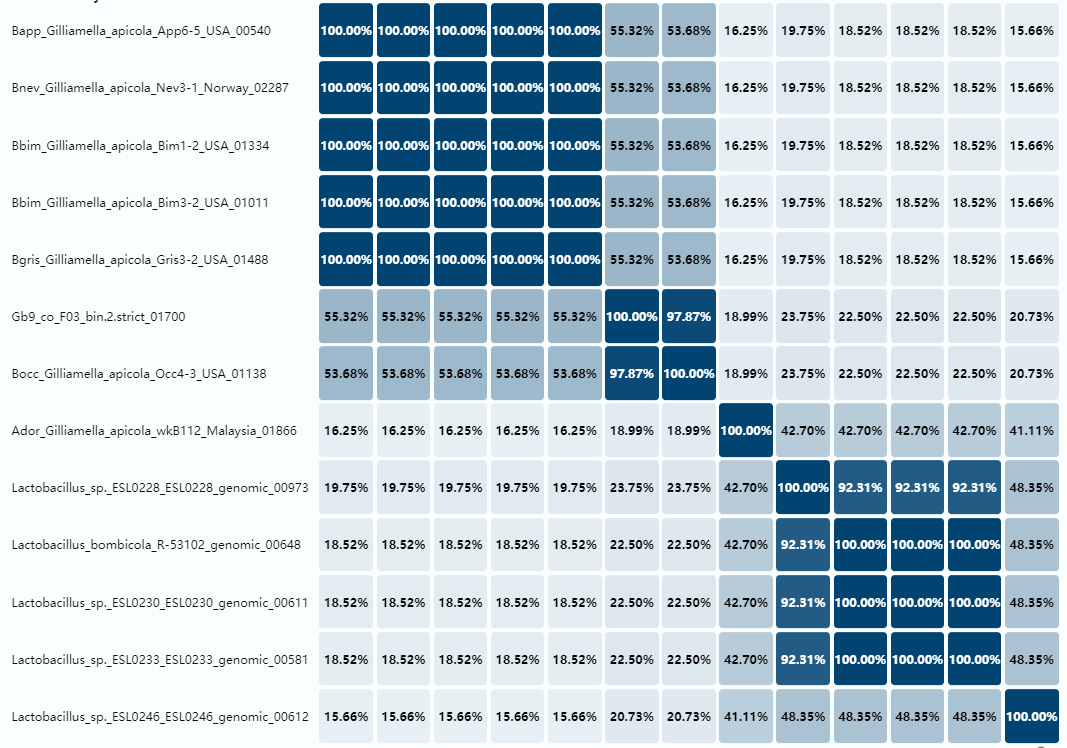 Bapp_Gilliamella_apicola_App6-5_USA_00540 100.00% 100.00% 100.00% 100.00% 100.00% 55.32% 53.68% 16.25% 19.75% 18.52% 18.52% 18.52% 15.66%
Bnev_Gilliamella_apicola_Nev3-1_Norway_02287 100.00% 100.00% 100.00% 100.00% 100.00% 55.32% 53.68% 16.25% 19.75% 18.52% 18.52% 18.52% 15.66%
Bbim_Gilliamella_apicola_Bim1-2_USA_01334 100.00% 100.00% 100.00% 100.00% 100.00% 55.32% 53.68% 16.25% 19.75% 18.52% 18.52% 18.52% 15.66%
Bbim_Gilliamella_apicola_Bim3-2_USA_01011 100.00% 100.00% 100.00% 100.00% 100.00% 55.32% 53.68% 16.25% 19.75% 18.52% 18.52% 18.52% 15.66%
Bgris_Gilliamella_apicola_Gris3-2_USA_01488 100.00% 100.00% 100.00% 100.00% 100.00% 55.32% 53.68% 16.25% 19.75% 18.52% 18.52% 18.52% 15.66%
Gb9_co_F03_bin.2.strict_01700 55.32% 55.32% 55.32% 55.32% 55.32% 100.00% 97.87% 18.99% 23.75% 22.50% 22.50% 22.50% 20.73%
Bocc_Gilliamella_apicola_Occ4-3_USA_01138 53.68% 53.68% 53.68% 53.68% 53.68% 97.87% 100.00% 18.99% 23.75% 22.50% 22.50% 22.50% 20.73%
Ador_Gilliamella_apicola_wkB112_Malaysia_01866 16.25% 16.25% 16.25% 16.25% 16.25% 18.99% 18.99% 100.00% 42.70% 42.70% 42.70% 42.70% 41.11%
Lactobacillus_sp._ESL0228_ESL0228_genomic_00973 19.75% 19.75% 19.75% 19.75% 19.75% 23.75% 23.75% 42.70% 100.00% 92.31% 92.31% 92.31% 48.35%
Lactobacillus_bombicola_R-53102_genomic_00648 18.52% 18.52% 18.52% 18.52% 18.52% 22.50% 22.50% 42.70% 92.31% 100.00% 100.00% 100.00% 48.35%
Lactobacillus_sp._ESL0230_ESL0230_genomic_00611 18.52% 18.52% 18.52% 18.52% 18.52% 22.50% 22.50% 42.70% 92.31% 100.00% 100.00% 100.00% 48.35%
Lactobacillus_sp._ESL0233_ESL0233_genomic_00581 18.52% 18.52% 18.52% 18.52% 18.52% 22.50% 22.50% 42.70% 92.31% 100.00% 100.00% 100.00% 48.35%
Lactobacillus_sp._ESL0246_ESL0246_genomic_00612 15.66% 15.66% 15.66% 15.66% 15.66% 20.73% 20.73% 41.11% 48.35% 48.35% 48.35% 48.35% 100.00%